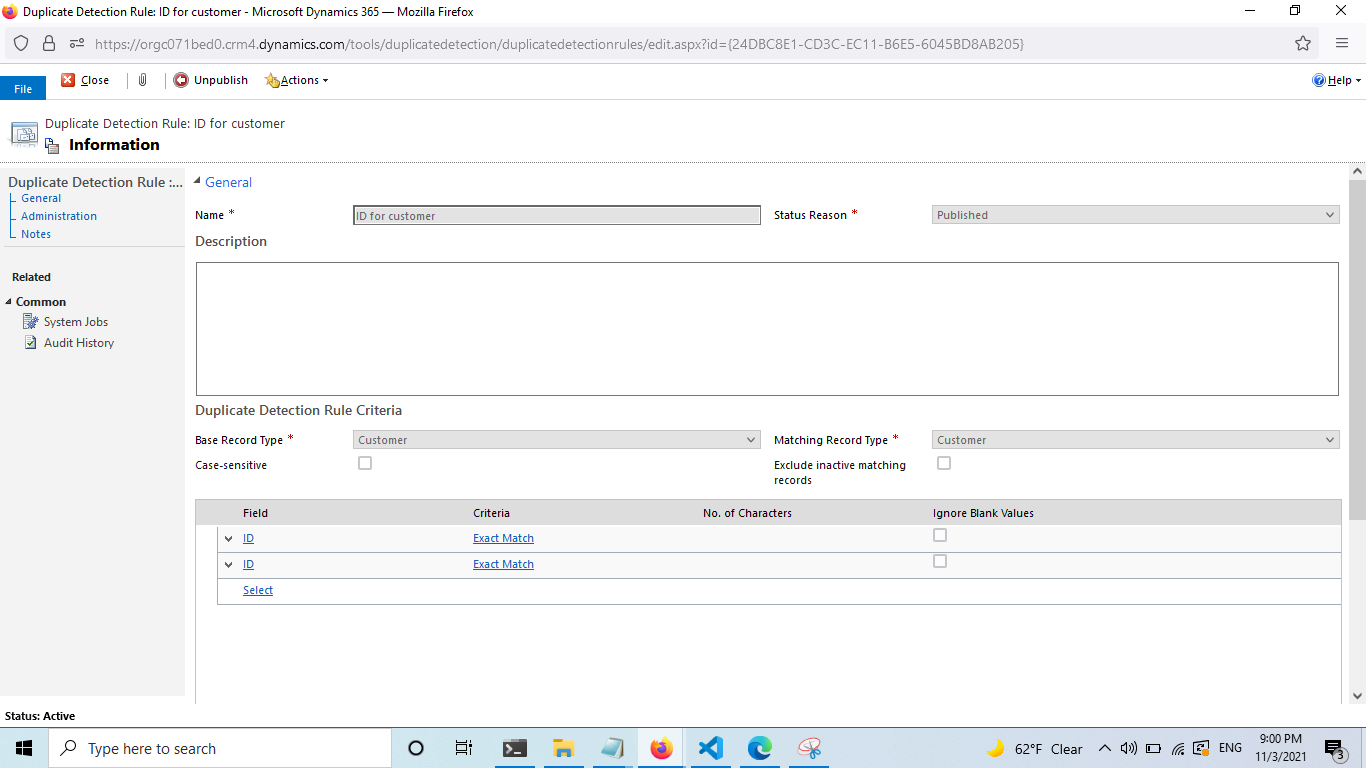 Duplicate Detection Rule: ID for customer - Microsoft Dynamics 365 — Mozilla Firefox
https://orgc071bed0.crm4.dynamics.com/tools/duplicatedetection/duplicatedetectionrules/edit.aspx?id={24DBC8E1-CD3C-EC11-B6E5-6045BD8AB205}
File Close Unpublish Actions Help
Duplicate Detection Rule: ID for customer
Information
Duplicate Detection Rule :...
General
Administration
Notes
Related
Common
System Jobs
Audit History
General
Name * ID for customer Status Reason * Published
Description
Duplicate Detection Rule Criteria
Base Record Type * Customer Matching Record Type * Customer
Case-sensitive Exclude inactive matching
records
Field Criteria No. of Characters Ignore Blank Values
ID Exact Match
ID Exact Match
Select
Status: Active
Type here to search 62°F Clear ENG 9:00 PM
11/3/2021 3